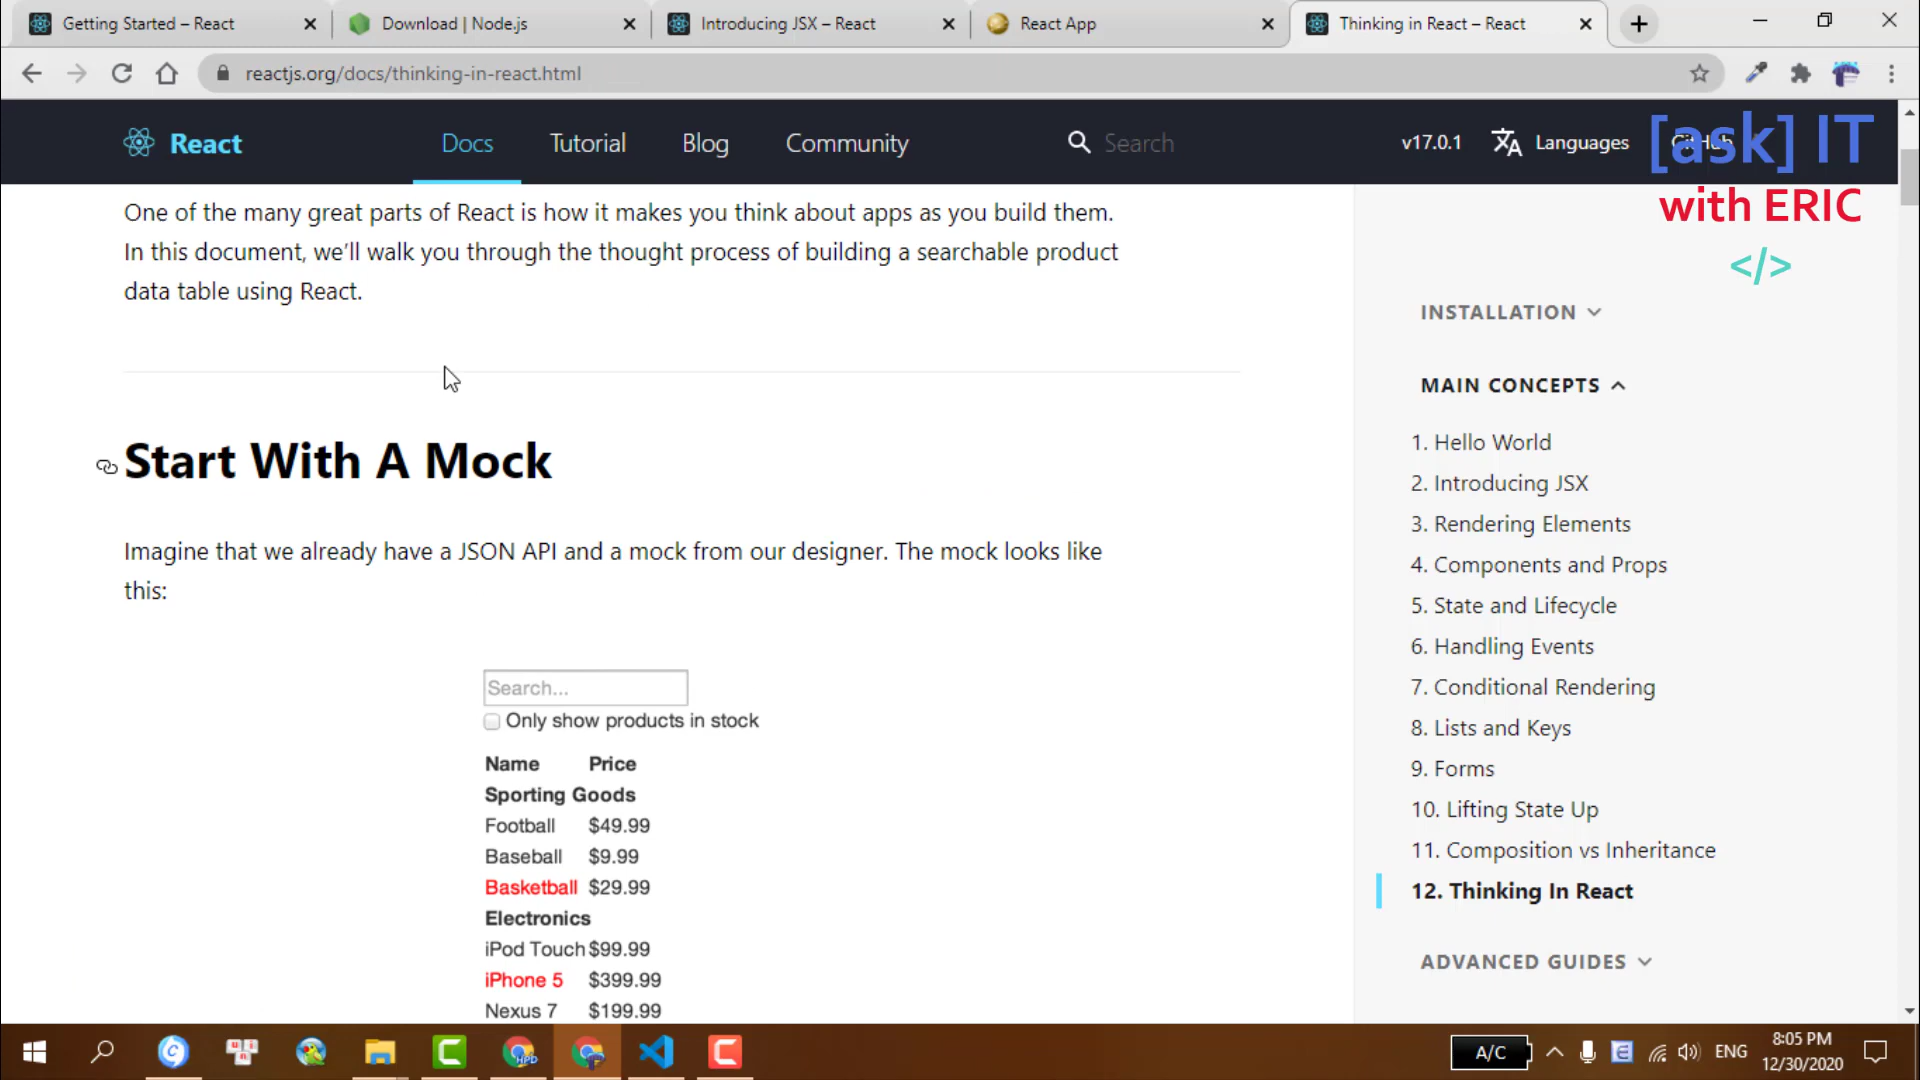 Getting Started – React
Download | Node.js
Introducing JSX – React
React App
Thinking in React – React
reactjs.org/docs/thinking-in-react.html
React
Docs
Tutorial
Blog
Community
Search
v17.0.1
Languages
GitHub
[ask] IT
with ERIC
</>
One of the many great parts of React is how it makes you think about apps as you build them.
In this document, we’ll walk you through the thought process of building a searchable product
data table using React.
Start With A Mock
Imagine that we already have a JSON API and a mock from our designer. The mock looks like
this:
Search...
Only show products in stock
Name Price
Sporting Goods
Football $49.99
Baseball $9.99
Basketball $29.99
Electronics
iPod Touch $99.99
iPhone 5 $399.99
Nexus 7 $199.99
INSTALLATION
MAIN CONCEPTS
1. Hello World
2. Introducing JSX
3. Rendering Elements
4. Components and Props
5. State and Lifecycle
6. Handling Events
7. Conditional Rendering
8. Lists and Keys
9. Forms
10. Lifting State Up
11. Composition vs Inheritance
12. Thinking In React
ADVANCED GUIDES
A/C
ENG
8:05 PM
12/30/2020